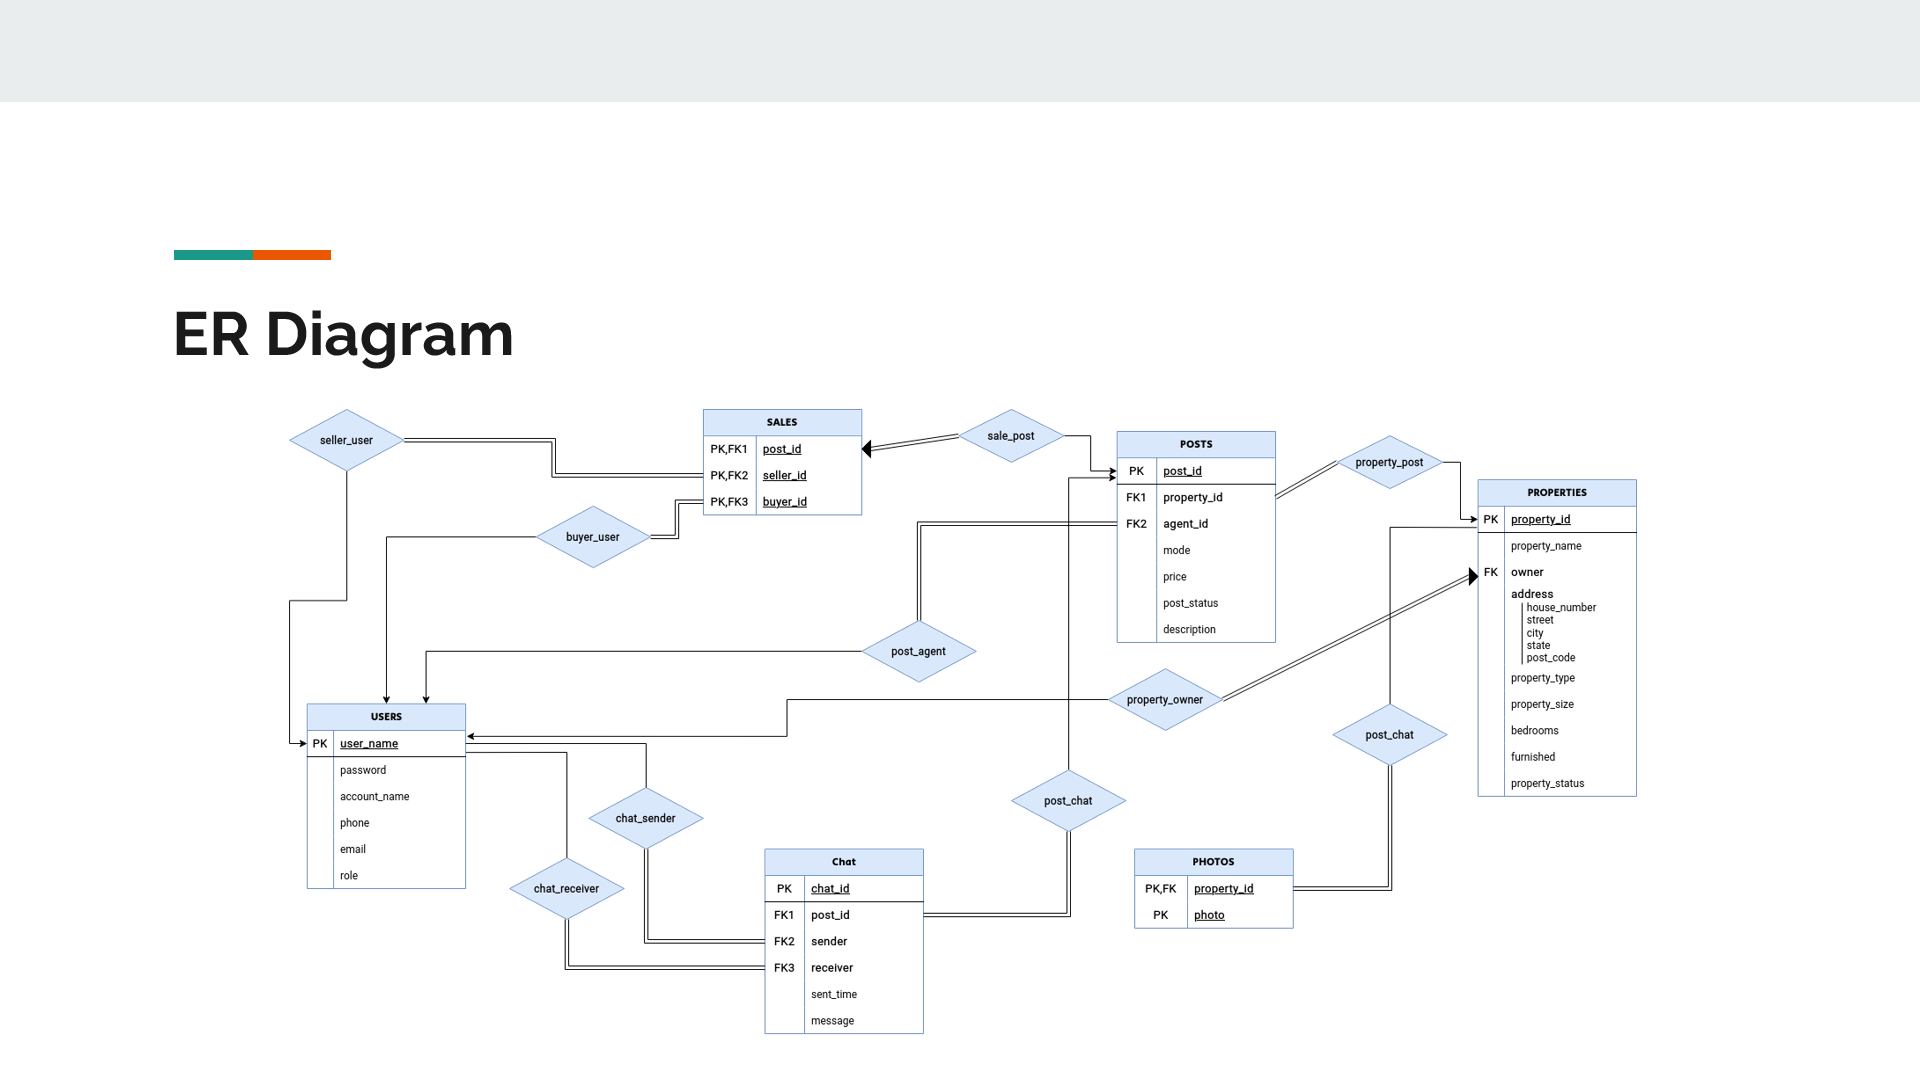 ER Diagram
seller_user
SALES
PK,FK1 post_id
PK,FK2 seller_id
PK,FK3 buyer_id
sale_post
POSTS
PK post_id
FK1 property_id
FK2 agent_id
mode
price
post_status
description
property_post
PROPERTIES
PK property_id
property_name
FK owner
address
house_number
street
city
state
post_code
property_type
property_size
bedrooms
furnished
property_status
buyer_user
post_agent
property_owner
USERS
PK user_name
password
account_name
phone
email
role
chat_sender
chat_receiver
post_chat
post_chat
Chat
PK chat_id
FK1 post_id
FK2 sender
FK3 receiver
sent_time
message
PHOTOS
PK,FK property_id
PK photo